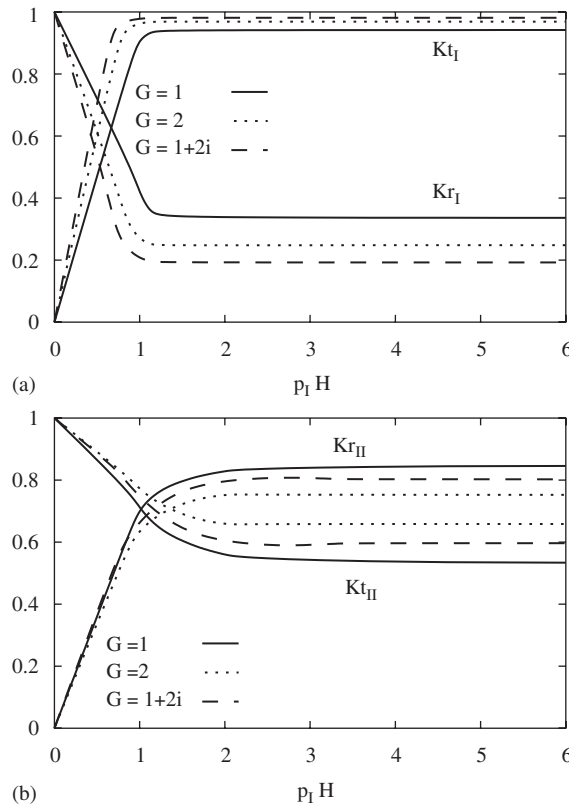 1
0.8
0.6
0.4
0.2
0
Kt_I
G = 1
G = 2
G = 1+2i
Kr_I
0 1 2 3 4 5 6
(a)
p_I H
1
0.8
0.6
0.4
0.2
0
Kr_II
Kt_II
G =1
G =2
G = 1+2i
0 1 2 3 4 5 6
(b)
p_I H